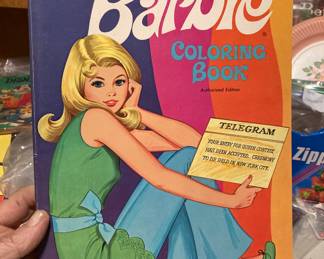 Barbie
COLORING
BOOK
Authorized Edition
TELEGRAM
YOUR ENTRY FOR QUEEN CONTEST
HAS BEEN ACCEPTED. CEREMONY
TO BE HELD IN NEW YORK CITY.
Zipp